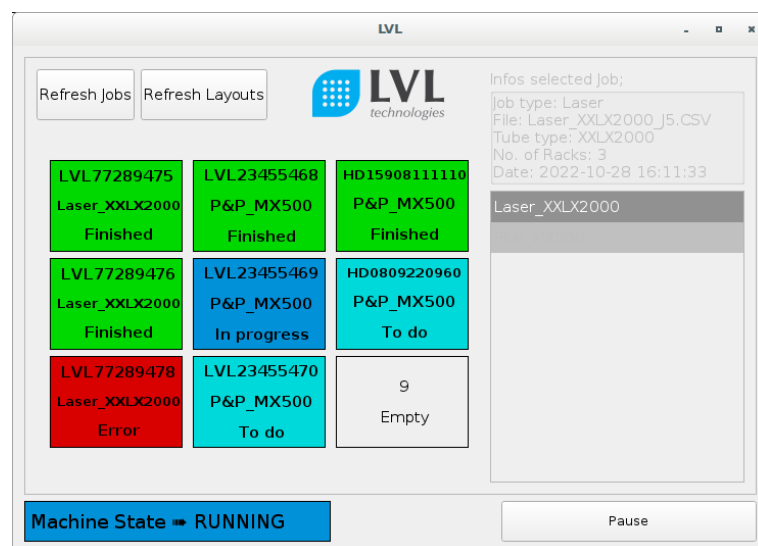 LVL
Refresh Jobs
Refresh Layouts
LVL
technologies
Infos selected Job;
Job type: Laser
File: Laser_XXLX2000_J5.CSV
Tube type: XXLX2000
No. of Racks: 3
Date: 2022-10-28 16:11:33
LVL77289475
Laser_XXLX2000
Finished
LVL23455468
P&P_MX500
Finished
HD15908111110
P&P_MX500
Finished
Laser_XXLX2000
LVL77289476
Laser_XXLX2000
Finished
LVL23455469
P&P_MX500
In progress
HD0809220960
P&P_MX500
To do
LVL77289478
Laser_XXLX2000
Error
LVL23455470
P&P_MX500
To do
9
Empty
Machine State ➠ RUNNING
Pause